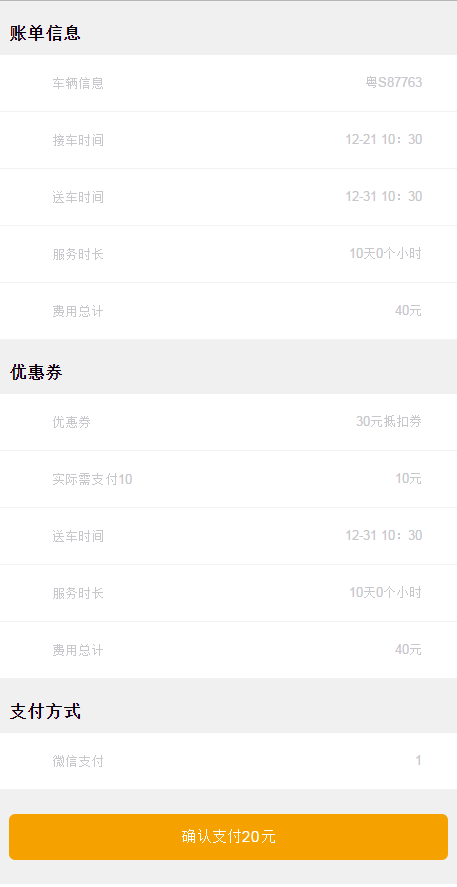 账单信息
车辆信息 粤S87763
接车时间 12-21 10：30
送车时间 12-31 10：30
服务时长 10天0个小时
费用总计 40元
优惠券
优惠券 30元抵扣券
实际需支付10 10元
送车时间 12-31 10：30
服务时长 10天0个小时
费用总计 40元
支付方式
微信支付 1
确认支付20元